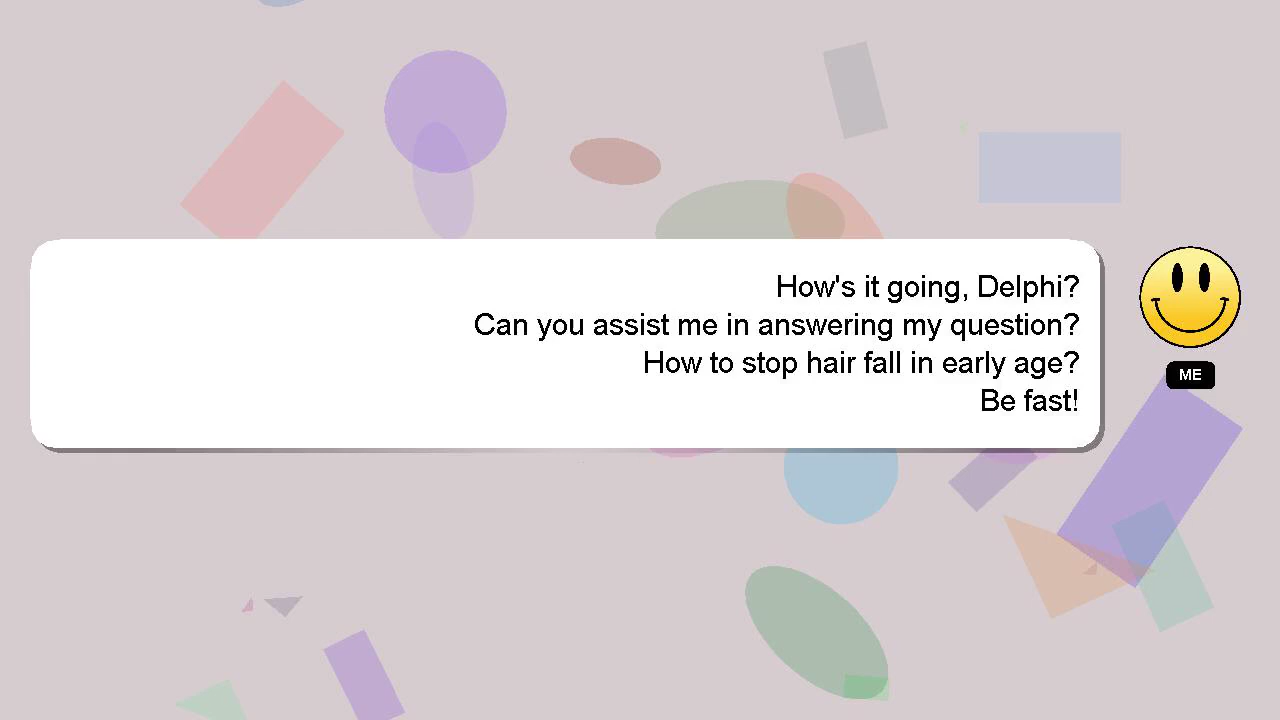 How's it going, Delphi?
Can you assist me in answering my question?
How to stop hair fall in early age?
Be fast!
ME